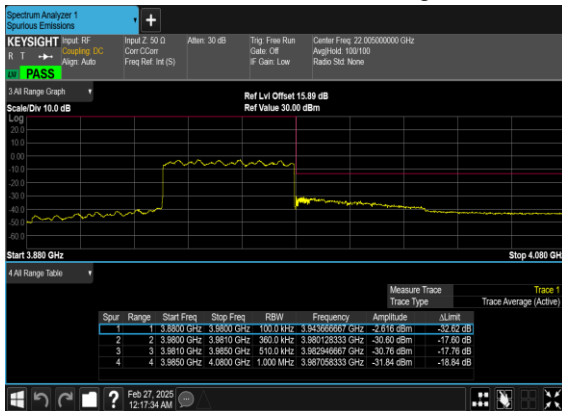 Spectrum Analyzer 1
Spurious Emissions
KEYSIGHT Input: RF Input Z: 50 Ω Atten: 30 dB Trig: Free Run Center Freq: 22.005000000 GHz
R T Coupling: DC Corr CCorr Gate: Off Avg|Hold: 100/100
Align: Auto Freq Ref: Int (S) IF Gain: Low Radio Std: None
PASS
3 All Range Graph
Ref Lvl Offset 15.89 dB
Scale/Div 10.0 dB Ref Value 30.00 dBm
Log
20.0
10.0
0.00
-10.0
-20.0
-30.0
-40.0
-50.0
-60.0
Start 3.880 GHz Stop 4.080 GH
4 All Range Table
Measure Trace Trace 1
Trace Type Trace Average (Active)
Spur Range Start Freq Stop Freq RBW Frequency Amplitude ΔLimit
1 1 3.8800 GHz 3.9800 GHz 100.0 kHz 3.943666667 GHz -2.616 dBm -32.62 dB
2 2 3.9800 GHz 3.9810 GHz 360.0 kHz 3.980128333 GHz -30.60 dBm -17.60 dB
3 3 3.9810 GHz 3.9850 GHz 510.0 kHz 3.982946667 GHz -30.76 dBm -17.76 dB
4 4 3.9850 GHz 4.0800 GHz 1.000 MHz 3.987058333 GHz -31.84 dBm -18.84 dB
Feb 27, 2025
12:17:34 AM